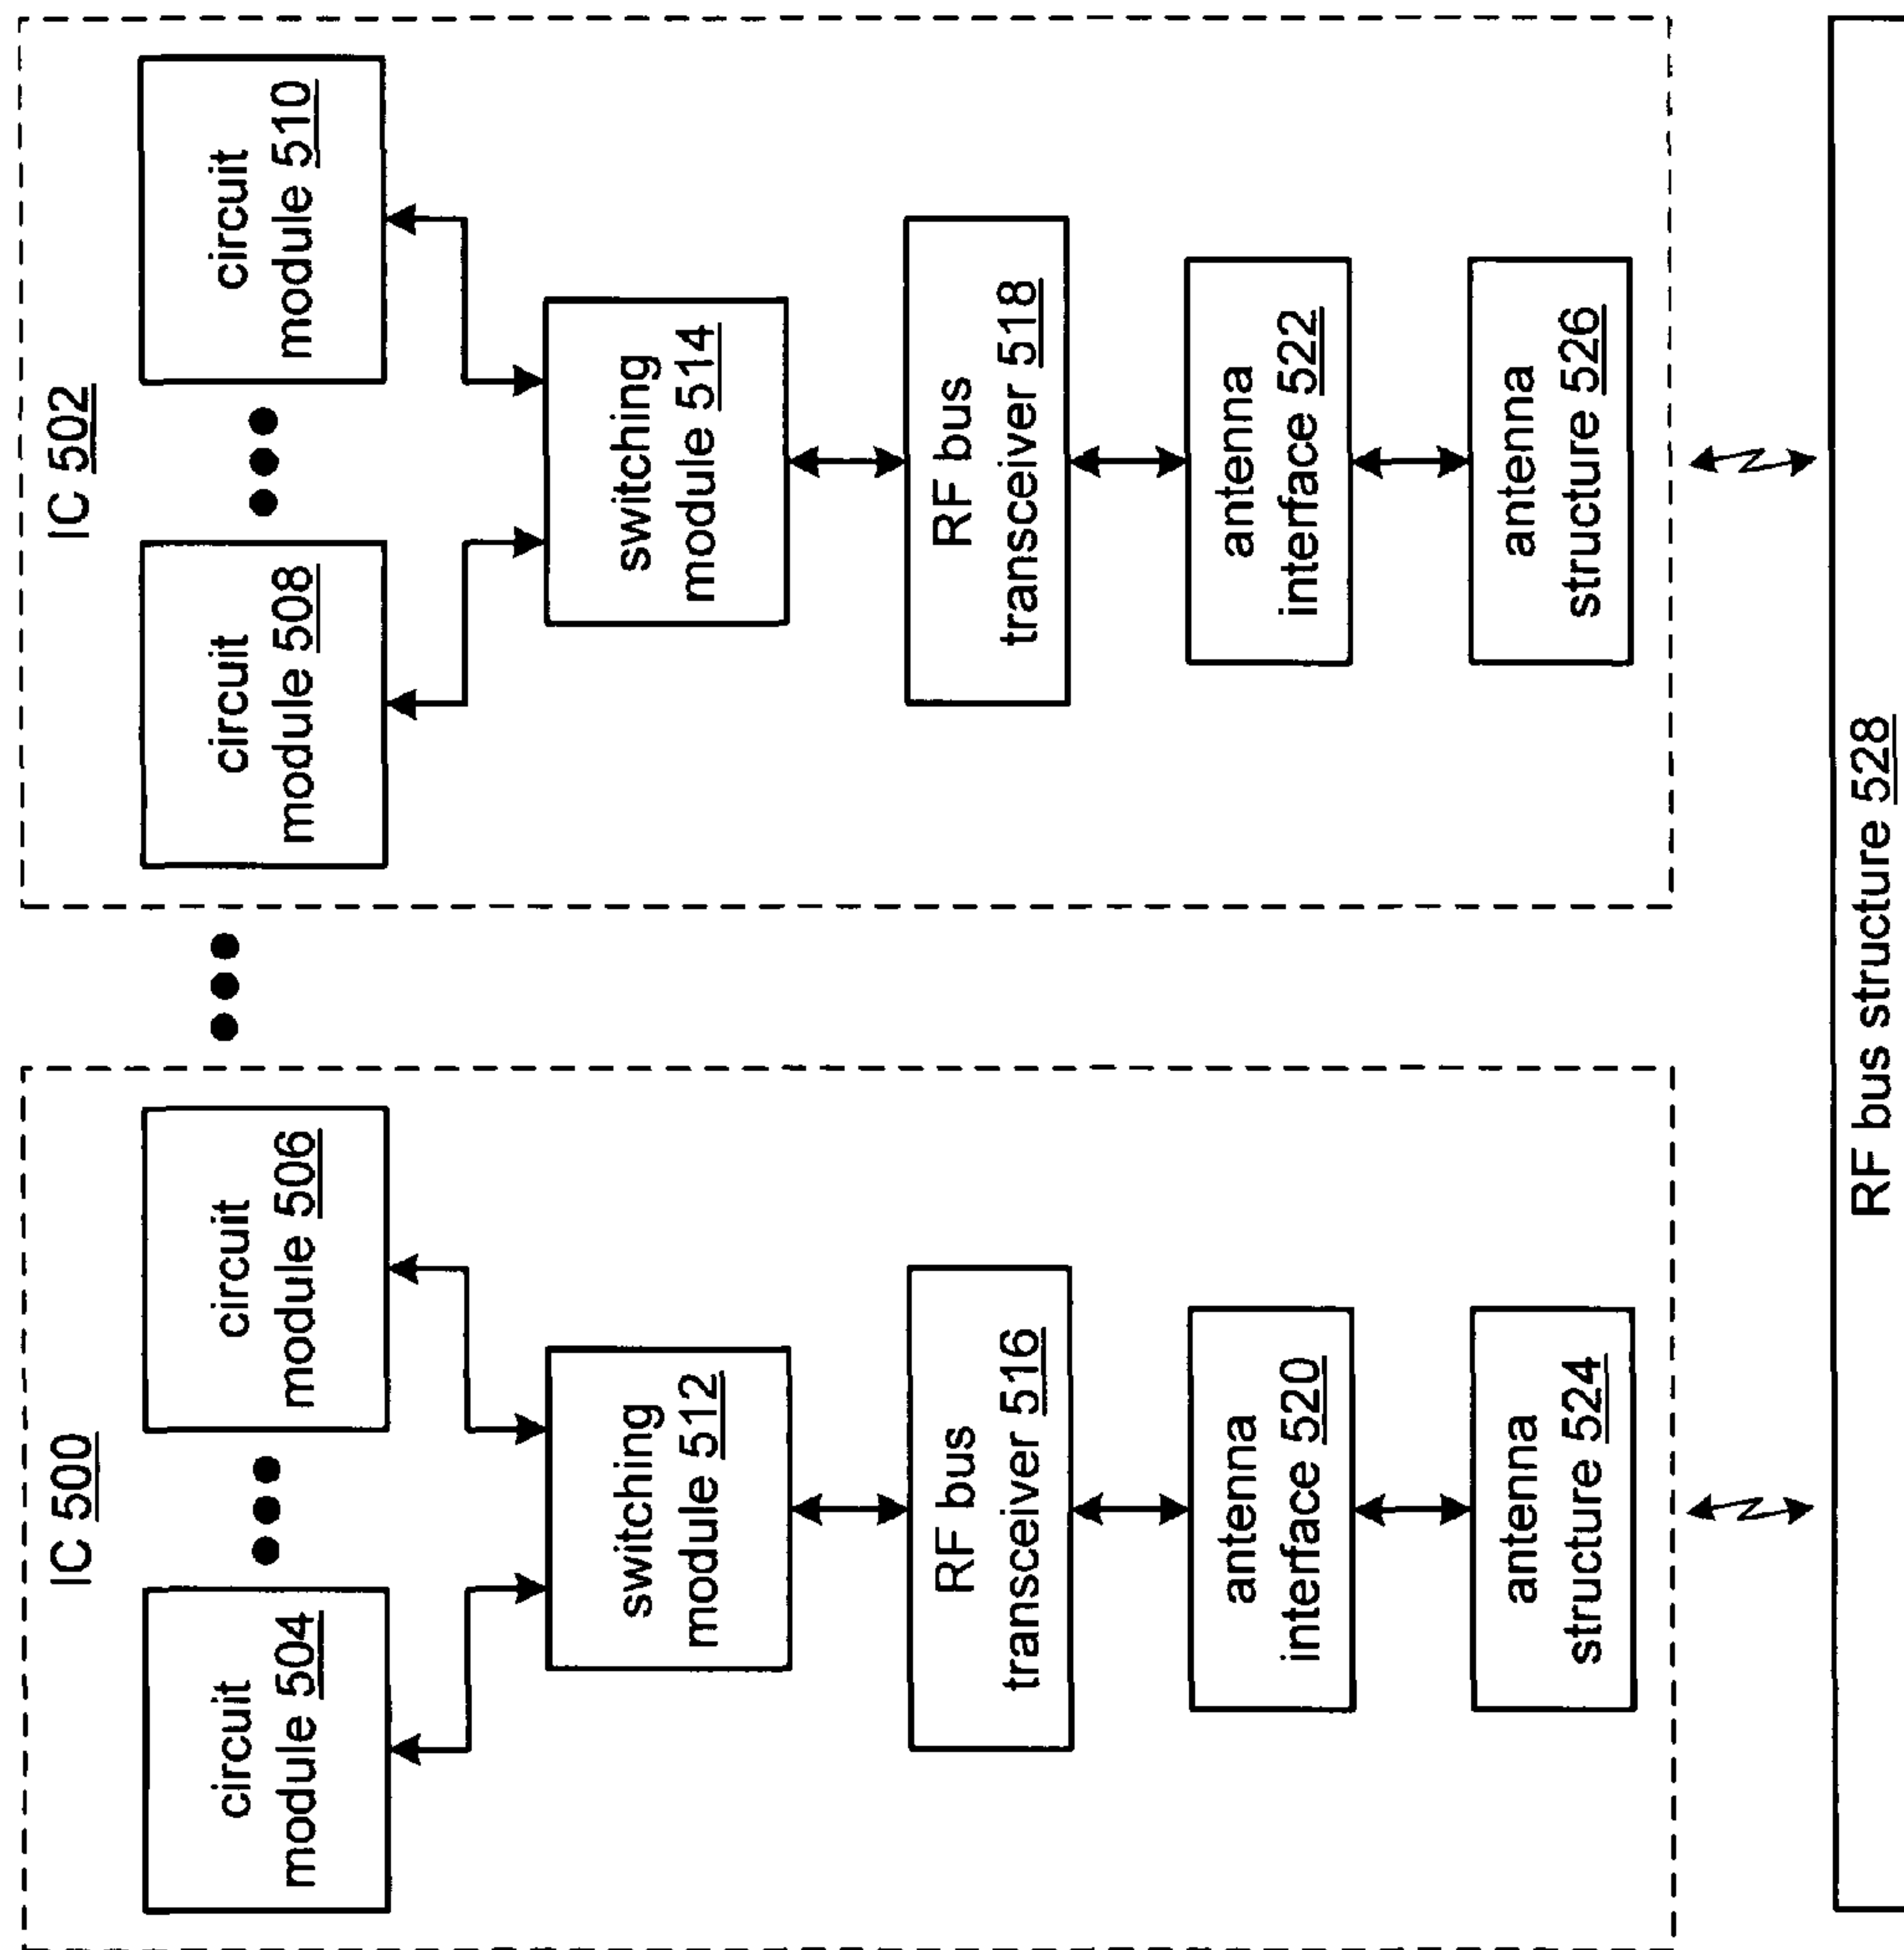 IC 500
circuit
module 504
circuit
module 506
switching
module 512
RF bus
transceiver 516
antenna
interface 520
antenna
structure 524
IC 502
circuit
module 508
circuit
module 510
switching
module 514
RF bus
transceiver 518
antenna
interface 522
antenna
structure 526
RF bus structure 528